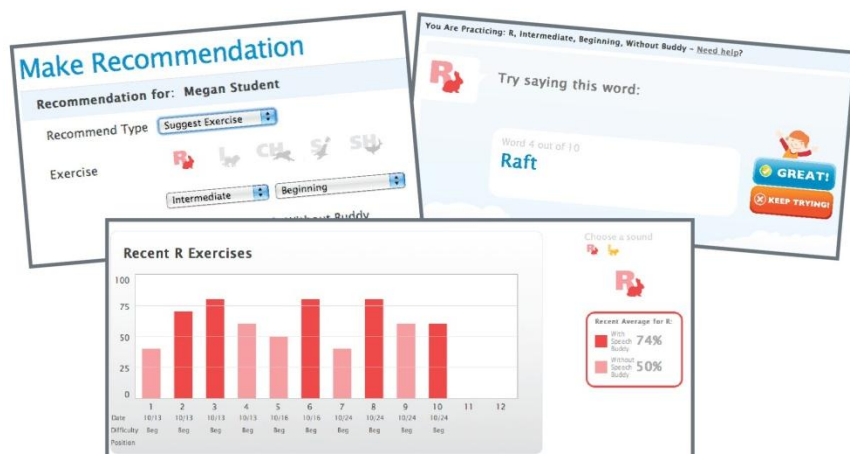 Make Recommendation
Recommendation for: Megan Student
Recommend Type Suggest Exercise
Exercise R L CH S SH
Intermediate Beginning
Without Buddy
You Are Practicing: R, Intermediate, Beginning, Without Buddy – Need help?
R
Try saying this word:
Word 4 out of 10
Raft
GREAT!
KEEP TRYING!
Recent R Exercises
100
75
50
25
0
1 2 3 4 5 6 7 8 9 10 11 12
Date 10/13 10/13 10/13 10/13 10/16 10/16 10/24 10/24 10/24 10/24
Difficulty Beg Beg Beg Beg Beg Beg Beg Beg Beg Beg
Position
Choose a sound
R L
R
Recent Average for R:
With Speech Buddy 74%
Without Speech Buddy 50%